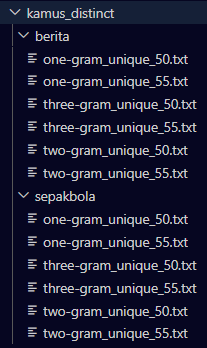 kamus_distinct
berita
one-gram_unique_50.txt
one-gram_unique_55.txt
three-gram_unique_50.txt
three-gram_unique_55.txt
two-gram_unique_50.txt
two-gram_unique_55.txt
sepakbola
one-gram_unique_50.txt
one-gram_unique_55.txt
three-gram_unique_50.txt
three-gram_unique_55.txt
two-gram_unique_50.txt
two-gram_unique_55.txt